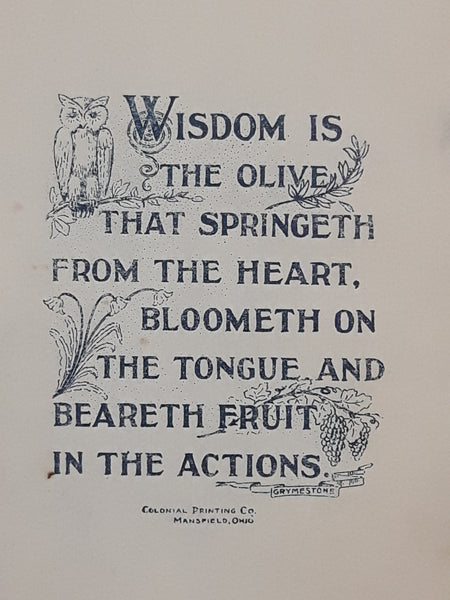 WISDOM IS
THE OLIVE
THAT SPRINGETH
FROM THE HEART,
BLOOMETH ON
THE TONGUE AND
BEARETH FRUIT
IN THE ACTIONS.
GRYMESTONE
COLONIAL PRINTING CO.
MANSFIELD, OHIO